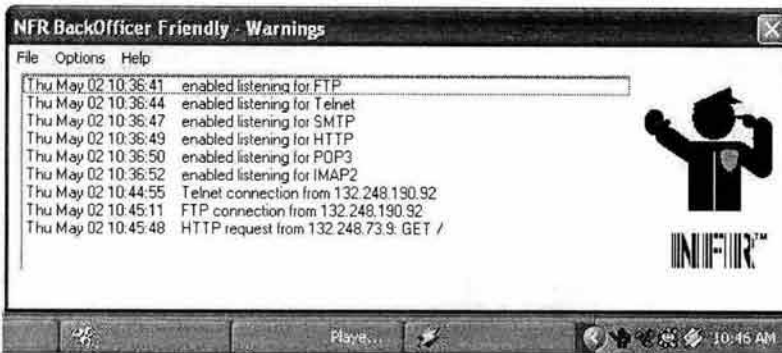 NFR BackOfficer Friendly - Warnings
File Options Help
Thu May 02 10:36:41 enabled listening for FTP
Thu May 02 10:36:44 enabled listening for Telnet
Thu May 02 10:36:47 enabled listening for SMTP
Thu May 02 10:36:49 enabled listening for HTTP
Thu May 02 10:36:50 enabled listening for POP3
Thu May 02 10:36:52 enabled listening for IMAP2
Thu May 02 10:44:55 Telnet connection from 132.248.190.92
Thu May 02 10:45:11 FTP connection from 132.248.190.92
Thu May 02 10:45:48 HTTP request from 132.248.73.9: GET /
NFR™
Playe...
10:46 AM